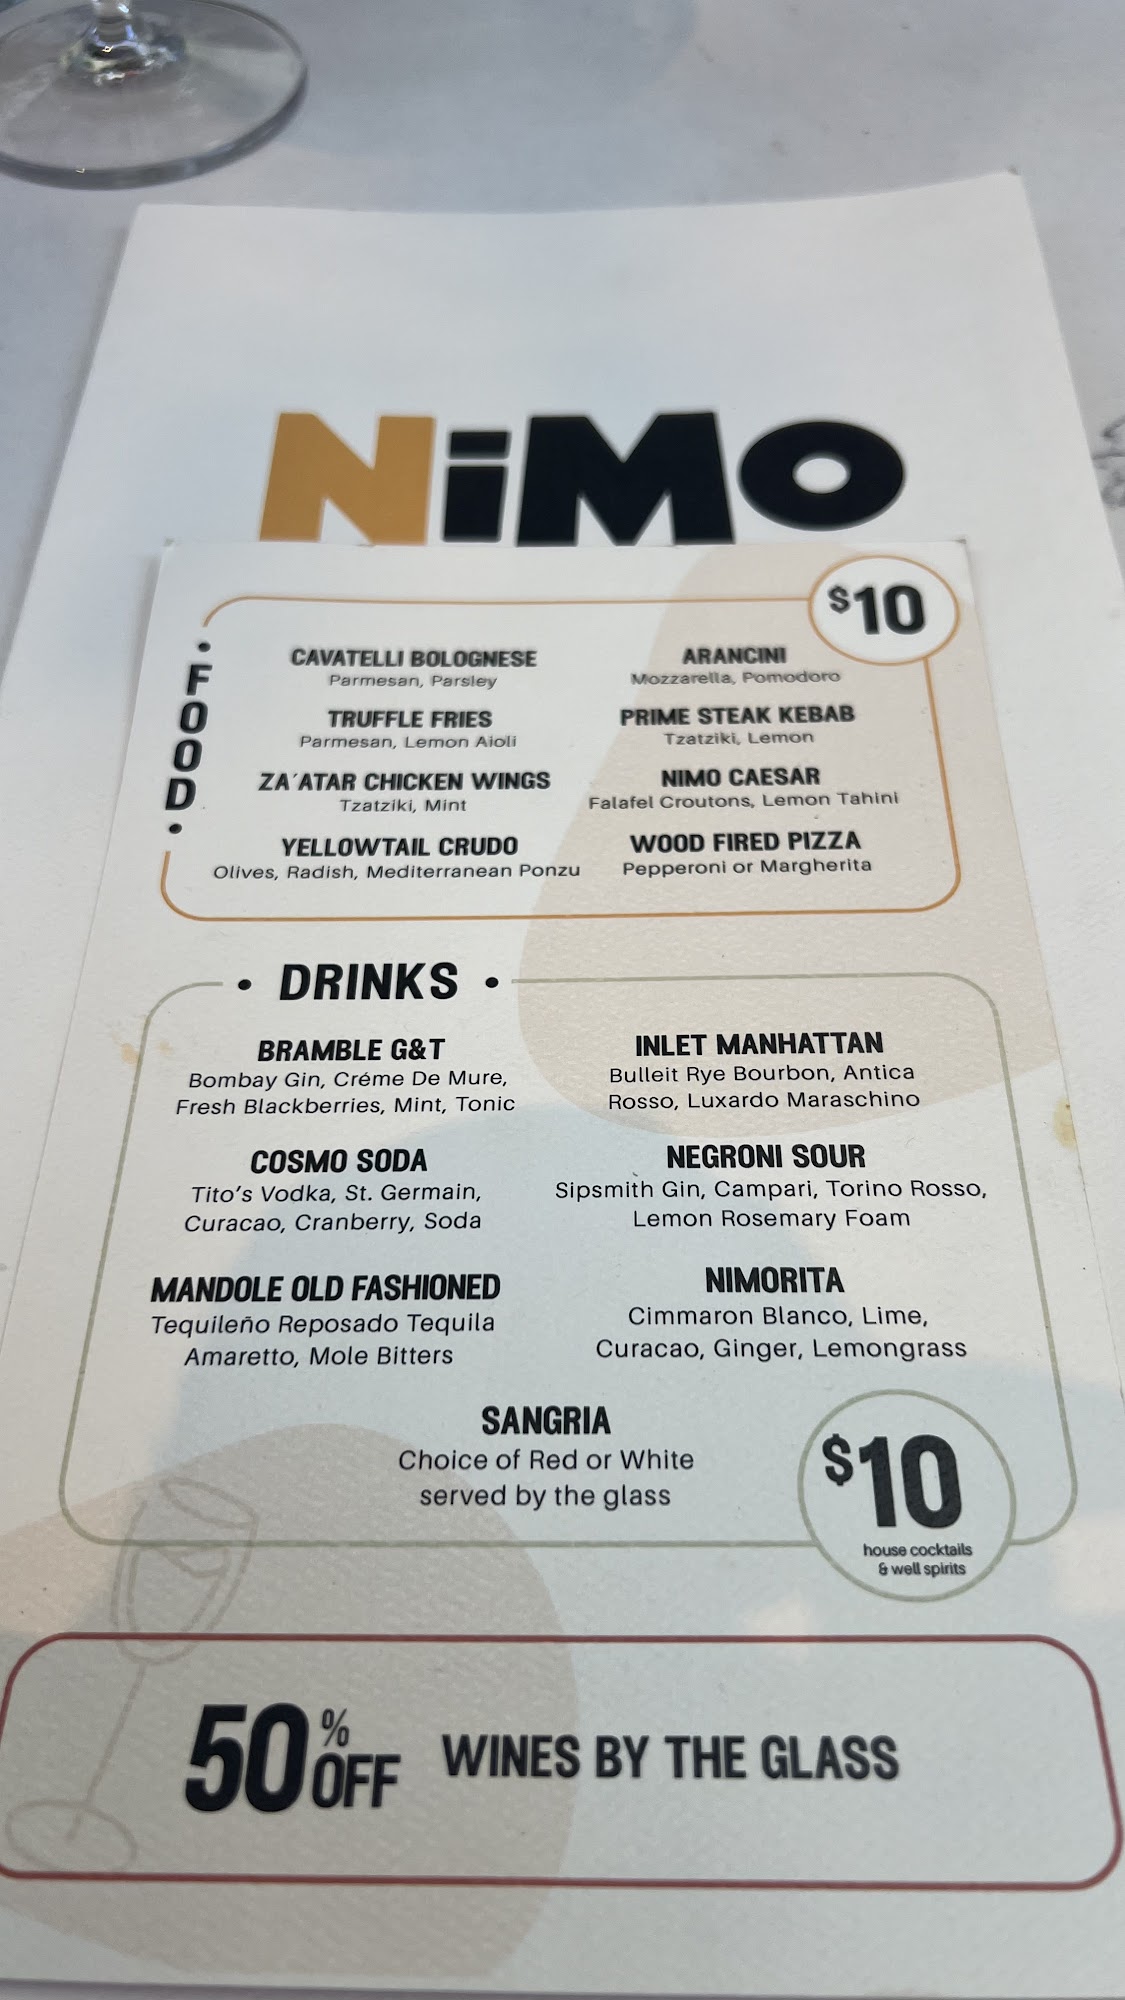 NiMO
$10
• FOOD •
CAVATELLI BOLOGNESE
Parmesan, Parsley
TRUFFLE FRIES
Parmesan, Lemon Aioli
ZA'ATAR CHICKEN WINGS
Tzatziki, Mint
YELLOWTAIL CRUDO
Olives, Radish, Mediterranean Ponzu
ARANCINI
Mozzarella, Pomodoro
PRIME STEAK KEBAB
Tzatziki, Lemon
NIMO CAESAR
Falafel Croutons, Lemon Tahini
WOOD FIRED PIZZA
Pepperoni or Margherita
• DRINKS •
BRAMBLE G&T
Bombay Gin, Créme De Mure,
Fresh Blackberries, Mint, Tonic
COSMO SODA
Tito's Vodka, St. Germain,
Curacao, Cranberry, Soda
MANDOLE OLD FASHIONED
Tequileño Reposado Tequila
Amaretto, Mole Bitters
INLET MANHATTAN
Bulleit Rye Bourbon, Antica
Rosso, Luxardo Maraschino
NEGRONI SOUR
Sipsmith Gin, Campari, Torino Rosso,
Lemon Rosemary Foam
NIMORITA
Cimmaron Blanco, Lime,
Curacao, Ginger, Lemongrass
SANGRIA
Choice of Red or White
served by the glass
$10
house cocktails
& well spirits
50% OFF WINES BY THE GLASS